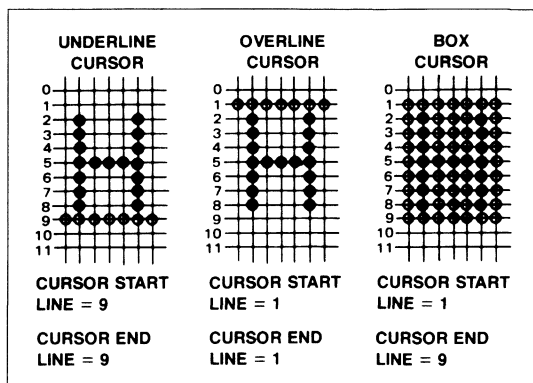 UNDERLINE
CURSOR
0
1
2
3
4
5
6
7
8
9
10
11
CURSOR START
LINE = 9
CURSOR END
LINE = 9
OVERLINE
CURSOR
0
1
2
3
4
5
6
7
8
9
10
11
CURSOR START
LINE = 1
CURSOR END
LINE = 1
BOX
CURSOR
0
1
2
3
4
5
6
7
8
9
10
11
CURSOR START
LINE = 1
CURSOR END
LINE = 9